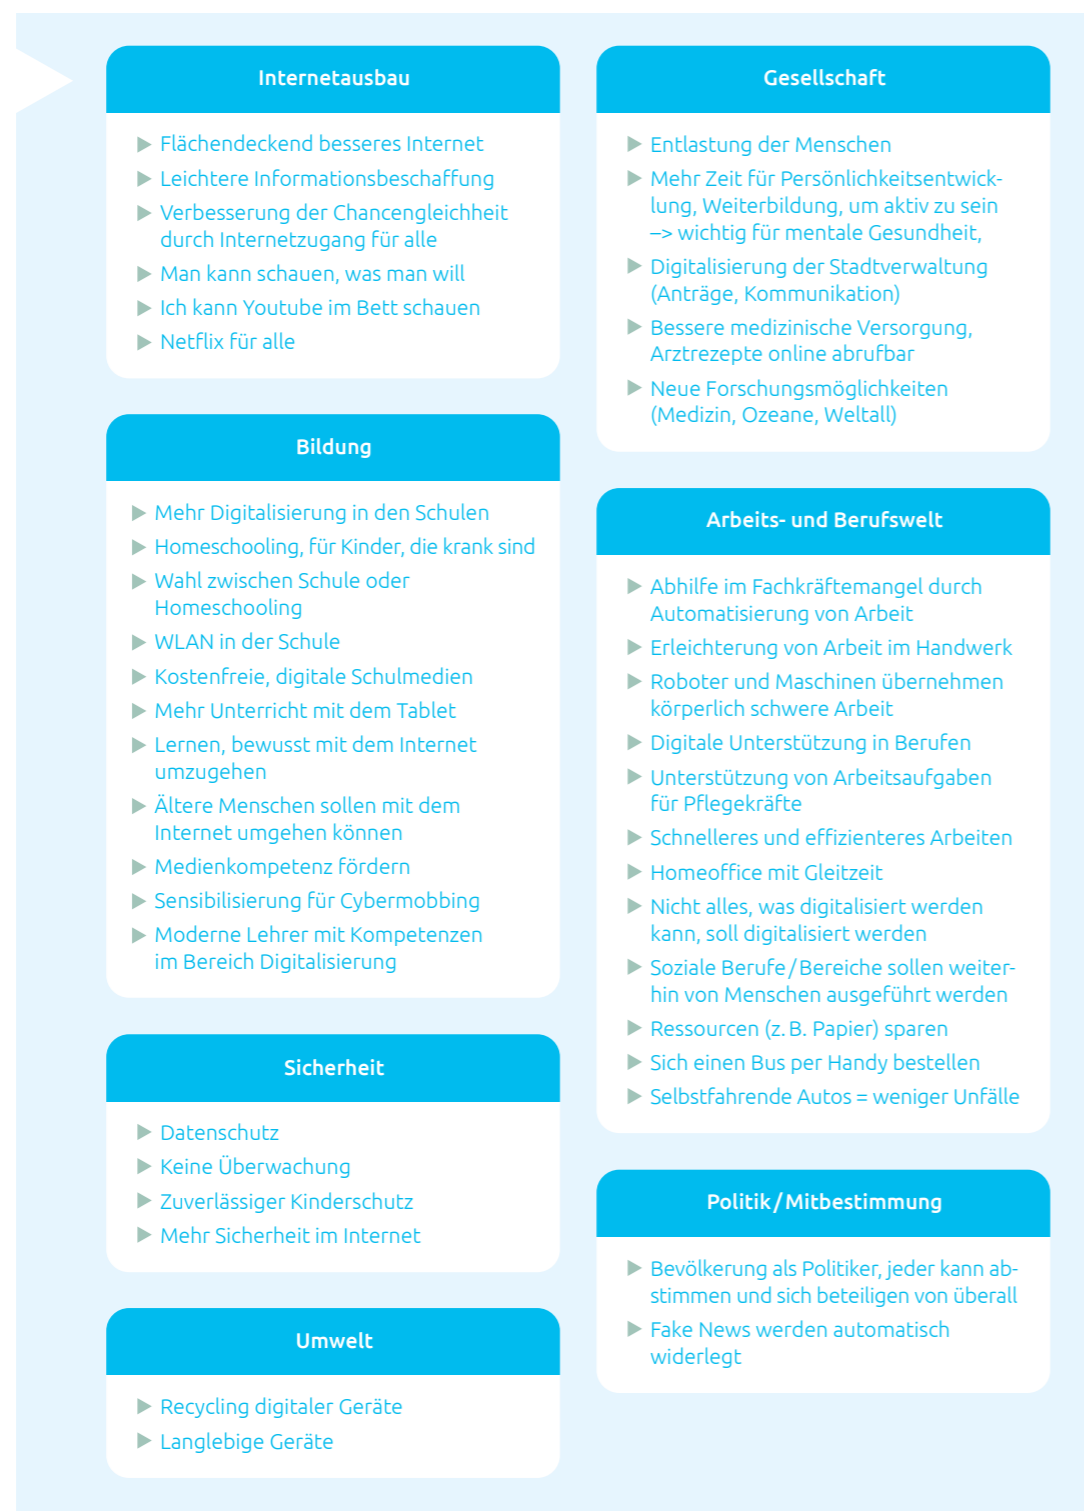 Internetausbau
▶ Flächendeckend besseres Internet
▶ Leichtere Informationsbeschaffung
▶ Verbesserung der Chancengleichheit
durch Internetzugang für alle
▶ Man kann schauen, was man will
▶ Ich kann Youtube im Bett schauen
▶ Netflix für alle
Bildung
▶ Mehr Digitalisierung in den Schulen
▶ Homeschooling, für Kinder, die krank sind
▶ Wahl zwischen Schule oder
Homeschooling
▶ WLAN in der Schule
▶ Kostenfreie, digitale Schulmedien
▶ Mehr Unterricht mit dem Tablet
▶ Lernen, bewusst mit dem Internet
umzugehen
▶ Ältere Menschen sollen mit dem
Internet umgehen können
▶ Medienkompetenz fördern
▶ Sensibilisierung für Cybermobbing
▶ Moderne Lehrer mit Kompetenzen
im Bereich Digitalisierung
Sicherheit
▶ Datenschutz
▶ Keine Überwachung
▶ Zuverlässiger Kinderschutz
▶ Mehr Sicherheit im Internet
Umwelt
▶ Recycling digitaler Geräte
▶ Langlebige Geräte
Gesellschaft
▶ Entlastung der Menschen
▶ Mehr Zeit für Persönlichkeitsentwick-
lung, Weiterbildung, um aktiv zu sein
–> wichtig für mentale Gesundheit,
▶ Digitalisierung der Stadtverwaltung
(Anträge, Kommunikation)
▶ Bessere medizinische Versorgung,
Arztrezepte online abrufbar
▶ Neue Forschungsmöglichkeiten
(Medizin, Ozeane, Weltall)
Arbeits- und Berufswelt
▶ Abhilfe im Fachkräftemangel durch
Automatisierung von Arbeit
▶ Erleichterung von Arbeit im Handwerk
▶ Roboter und Maschinen übernehmen
körperlich schwere Arbeit
▶ Digitale Unterstützung in Berufen
▶ Unterstützung von Arbeitsaufgaben
für Pflegekräfte
▶ Schnelleres und effizienteres Arbeiten
▶ Homeoffice mit Gleitzeit
▶ Nicht alles, was digitalisiert werden
kann, soll digitalisiert werden
▶ Soziale Berufe/Bereiche sollen weiter-
hin von Menschen ausgeführt werden
▶ Ressourcen (z. B. Papier) sparen
▶ Sich einen Bus per Handy bestellen
▶ Selbstfahrende Autos = weniger Unfälle
Politik/Mitbestimmung
▶ Bevölkerung als Politiker, jeder kann ab-
stimmen und sich beteiligen von überall
▶ Fake News werden automatisch
widerlegt